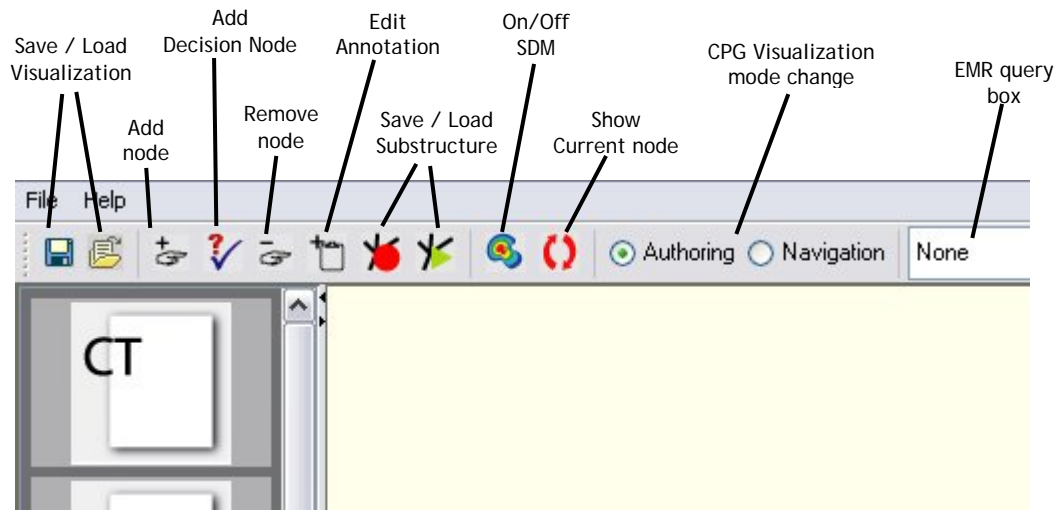 Add
Decision Node
Edit
Annotation
On/Off
SDM
Save / Load
Visualization
CPG Visualization
mode change
EMR query
box
Add
node
Remove
node
Save / Load
Substructure
Show
Current node
File Help
Authoring Navigation None
CT